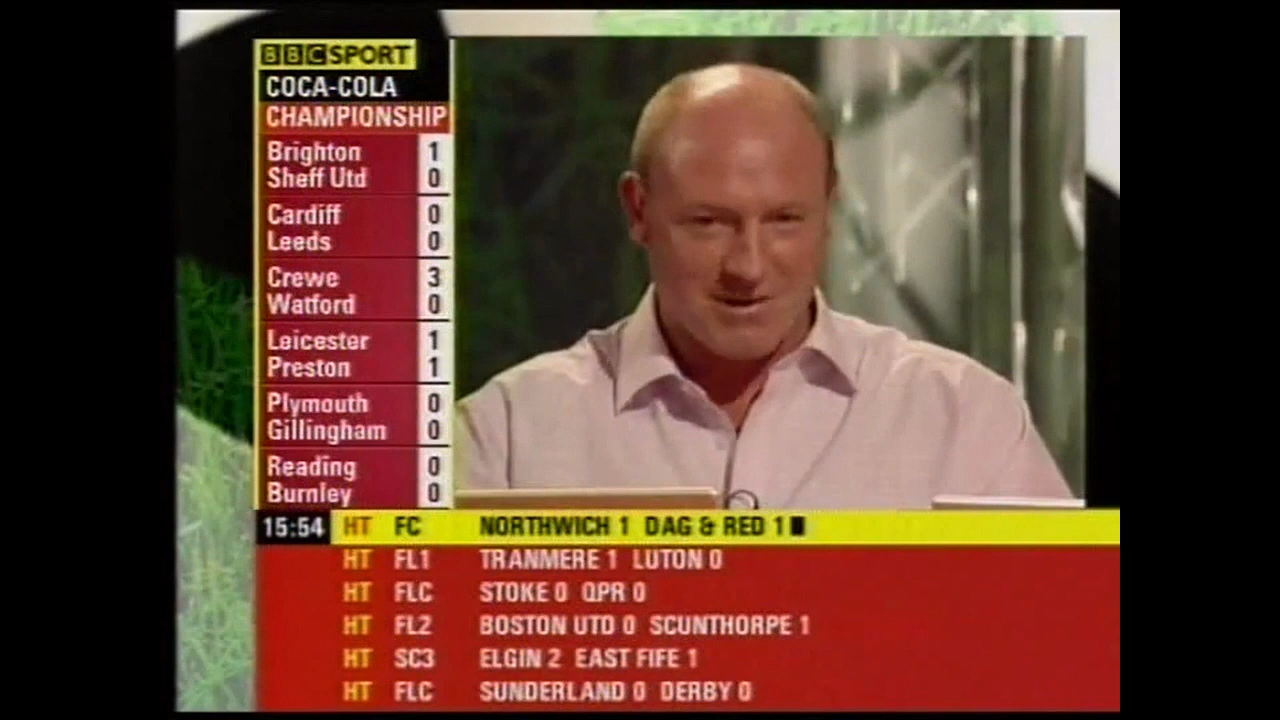 BBC SPORT
COCA-COLA
CHAMPIONSHIP
Brighton 1
Sheff Utd 0
Cardiff 0
Leeds 0
Crewe 3
Watford 0
Leicester 1
Preston 1
Plymouth 0
Gillingham 0
Reading 0
Burnley 0
15:54 HT FC NORTHWICH 1 DAG & RED 1
HT FL1 TRANMERE 1 LUTON 0
HT FLC STOKE 0 QPR 0
HT FL2 BOSTON UTD 0 SCUNTHORPE 1
HT SC3 ELGIN 2 EAST FIFE 1
HT FLC SUNDERLAND 0 DERBY 0